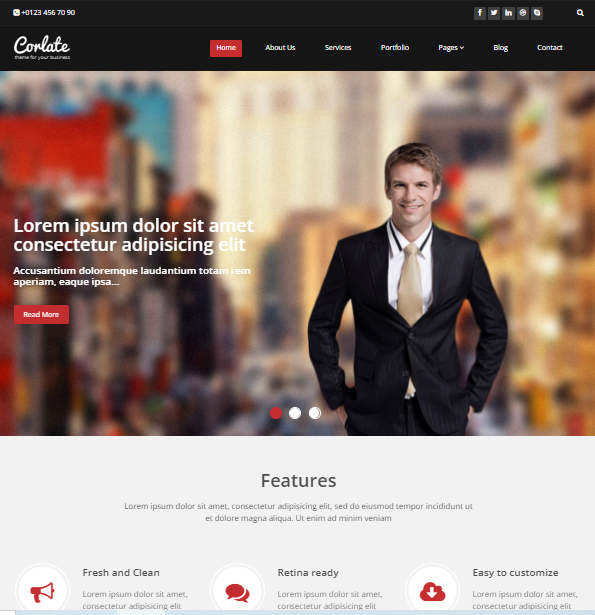 +0123 456 70 90
Corlate
theme for your business
Home About Us Services Portfolio Pages Blog Contact
Lorem ipsum dolor sit amet
consectetur adipisicing elit
Accusantium doloremque laudantium totam rem
aperiam, eaque ipsa...
Read More
Features
Lorem ipsum dolor sit amet, consectetur adipisicing elit, sed do eiusmod tempor incididunt ut
et dolore magna aliqua. Ut enim ad minim veniam
Fresh and Clean
Lorem ipsum dolor sit amet,
consectetur adipisicing elit
Retina ready
Lorem ipsum dolor sit amet,
consectetur adipisicing elit
Easy to customize
Lorem ipsum dolor sit amet,
consectetur adipisicing elit